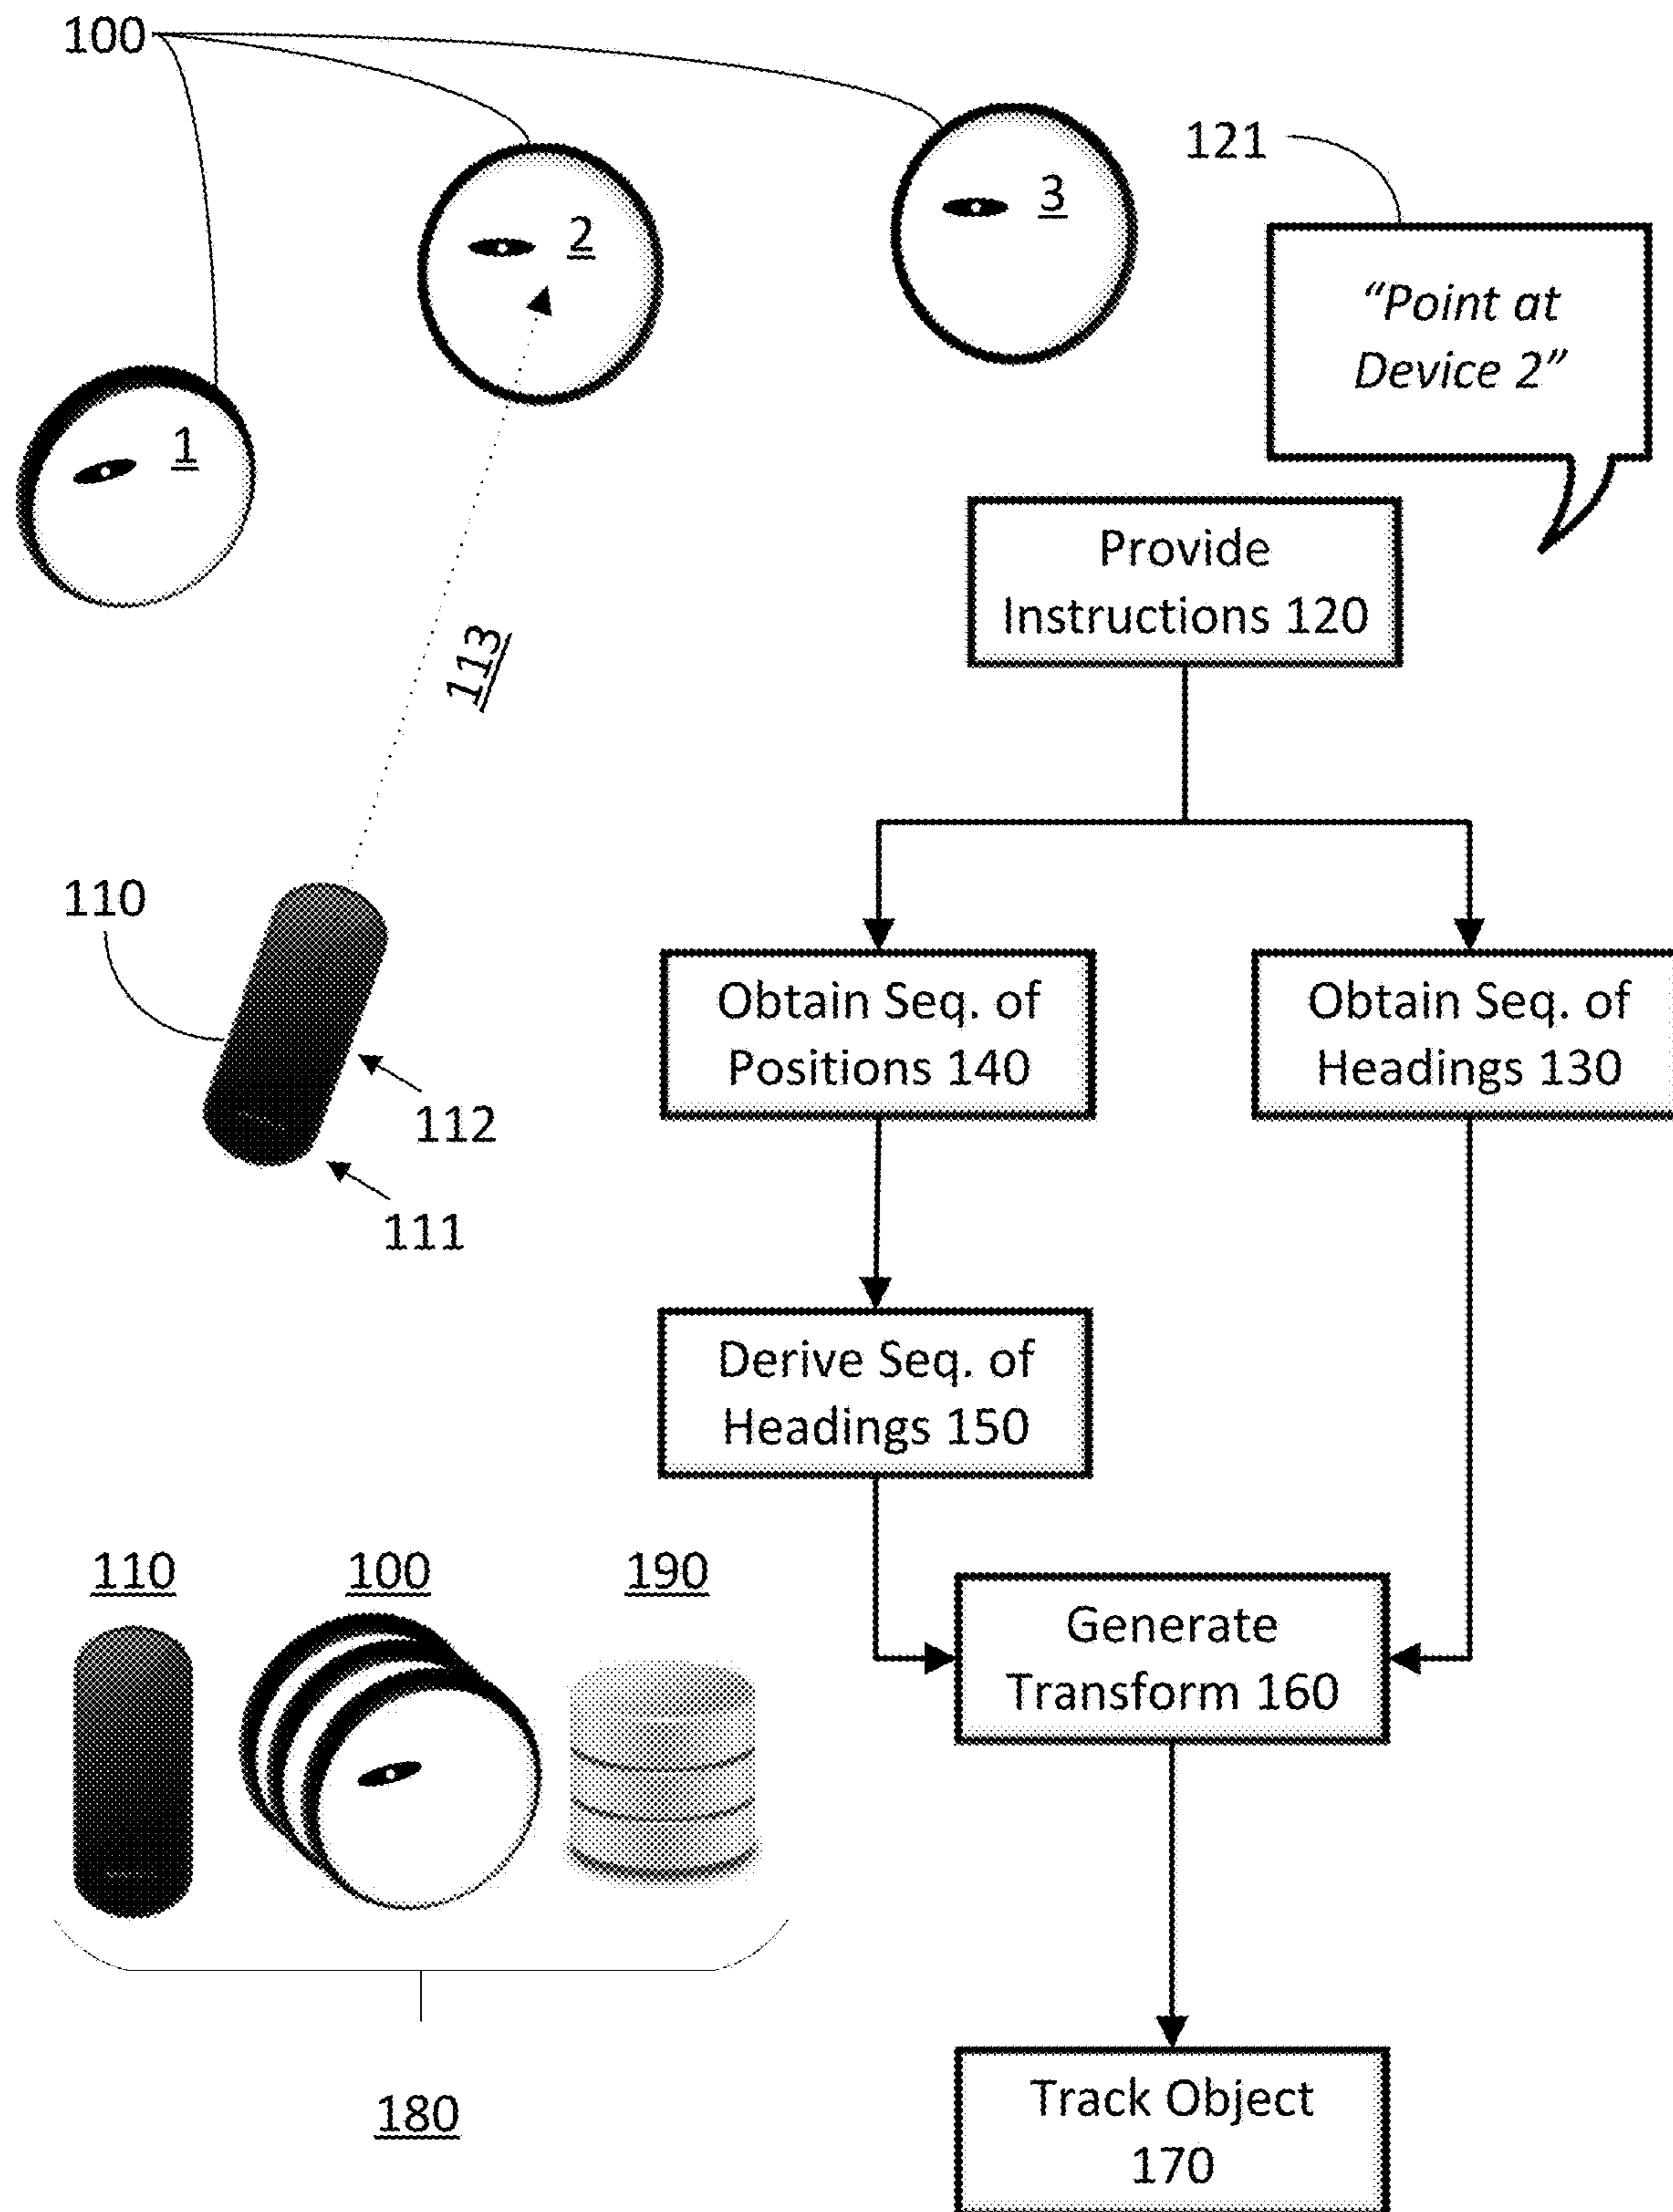 100
121
3
2
1
“Point at
Device 2”
Provide
Instructions 120
113
110
112
111
Obtain Seq. of
Positions 140
Obtain Seq. of
Headings 130
Derive Seq. of
Headings 150
110
100
190
Generate
Transform 160
180
Track Object
170